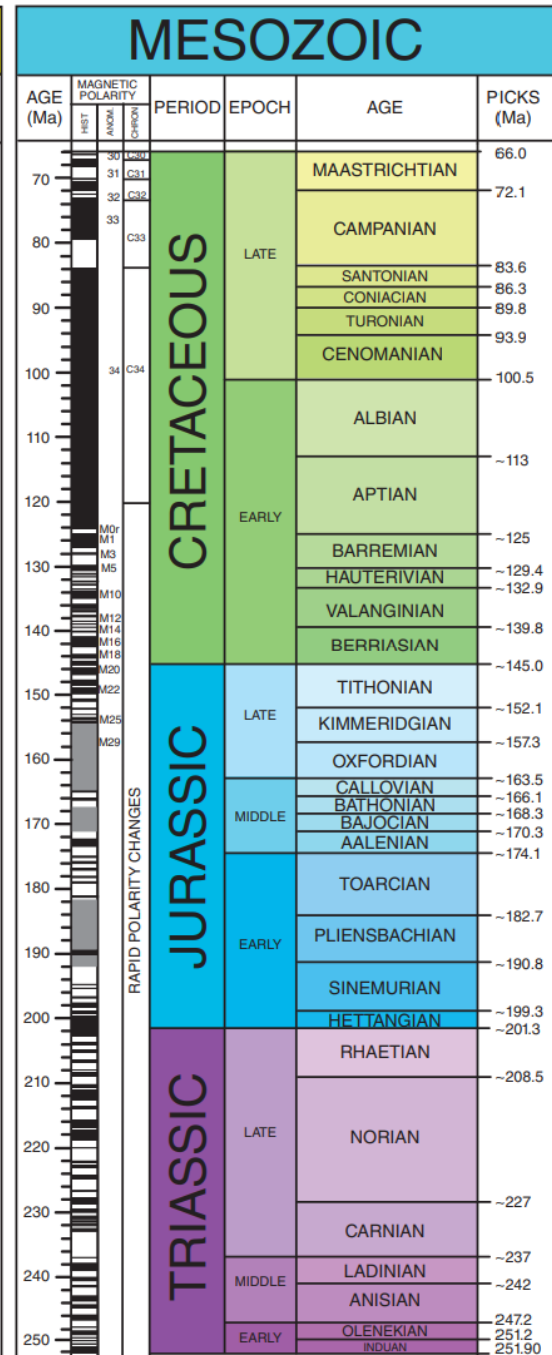 MESOZOIC
AGE (Ma)
MAGNETIC POLARITY
HIST
ANOM.
CHRON
PERIOD
EPOCH
AGE
PICKS (Ma)
70
80
90
100
110
120
130
140
150
160
170
180
190
200
210
220
230
240
250
30
31
32
33
34
M0r
M1
M3
M5
M10
M12
M14
M16
M18
M20
M22
M25
M29
C30
C31
C32
C33
C34
RAPID POLARITY CHANGES
CRETACEOUS
LATE
MAASTRICHTIAN
CAMPANIAN
SANTONIAN
CONIACIAN
TURONIAN
CENOMANIAN
EARLY
ALBIAN
APTIAN
BARREMIAN
HAUTERIVIAN
VALANGINIAN
BERRIASIAN
JURASSIC
LATE
TITHONIAN
KIMMERIDGIAN
OXFORDIAN
MIDDLE
CALLOVIAN
BATHONIAN
BAJOCIAN
AALENIAN
EARLY
TOARCIAN
PLIENSBACHIAN
SINEMURIAN
HETTANGIAN
TRIASSIC
LATE
RHAETIAN
NORIAN
CARNIAN
MIDDLE
LADINIAN
ANISIAN
EARLY
OLENEKIAN
INDUAN
66.0
72.1
83.6
86.3
89.8
93.9
100.5
~113
~125
~129.4
~132.9
~139.8
~145.0
~152.1
~157.3
~163.5
~166.1
~168.3
~170.3
~174.1
~182.7
~190.8
~199.3
~201.3
~208.5
~227
~237
~242
247.2
251.2
251.90